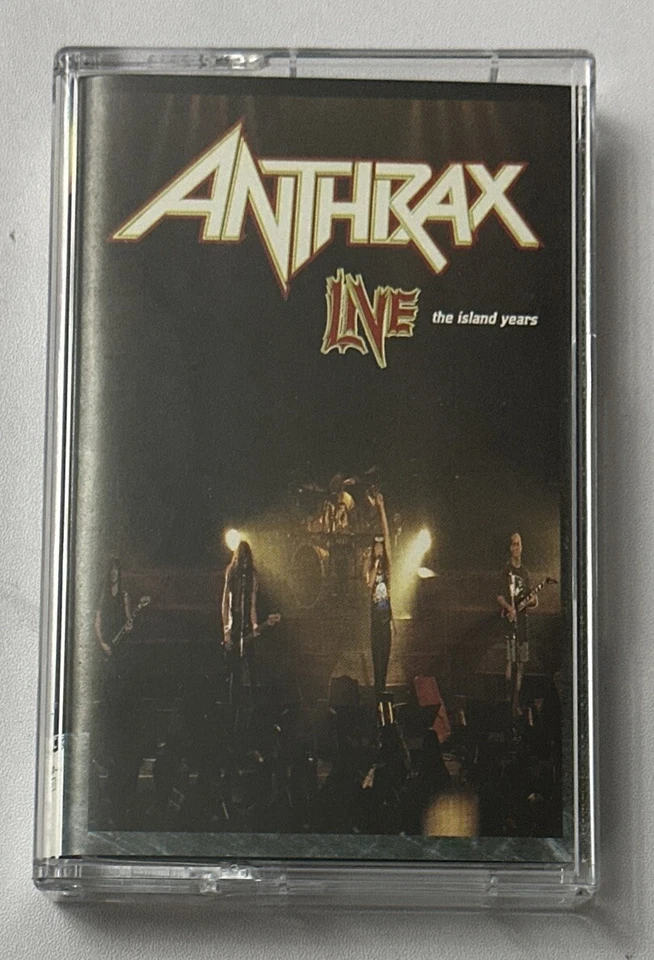 ANTHRAX
LIVE
the island years